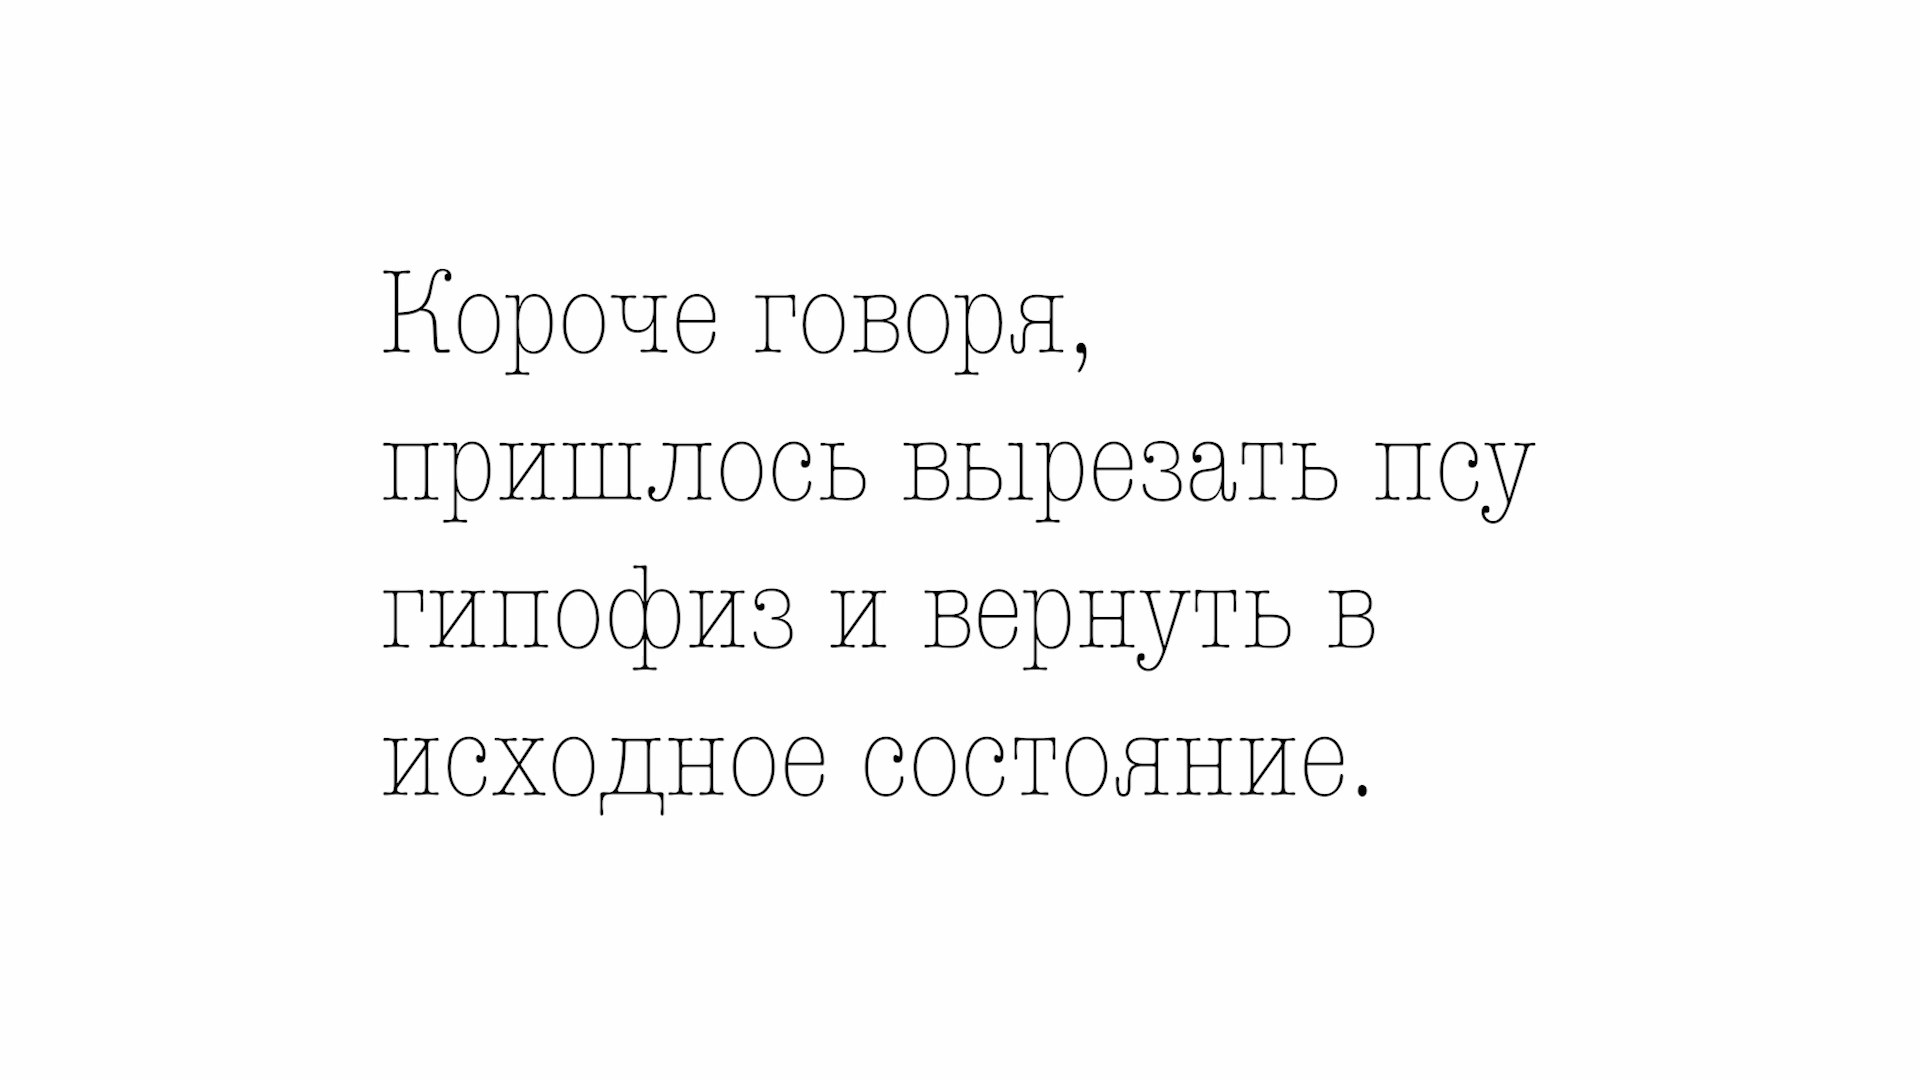 Короче говоря,
пришлось вырезать псу
гипофиз и вернуть в
исходное состояние.